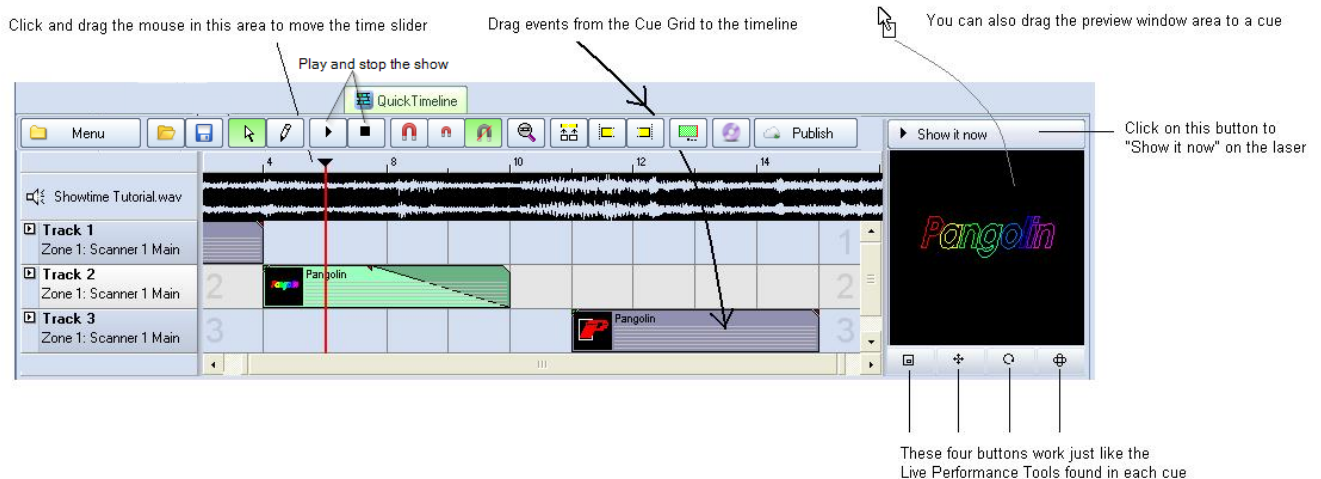 Click and drag the mouse in this area to move the time slider
Drag events from the Cue Grid to the timeline
You can also drag the preview window area to a cue
Play and stop the show
QuickTimeline
Menu
Publish
Show it now
Click on this button to
"Show it now" on the laser
4
8
10
12
14
Showtime Tutorial.wav
Pangolin
Track 1
Zone 1: Scanner 1 Main
1
Track 2
Zone 1: Scanner 1 Main
2
Pangolin
Pangolin
2
Track 3
Zone 1: Scanner 1 Main
3
P
Pangolin
3
These four buttons work just like the
Live Performance Tools found in each cue